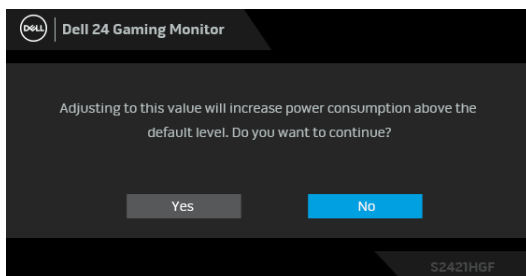 DELL
Dell 24 Gaming Monitor
Adjusting to this value will increase power consumption above the
default level. Do you want to continue?
Yes
No
S2421HGF